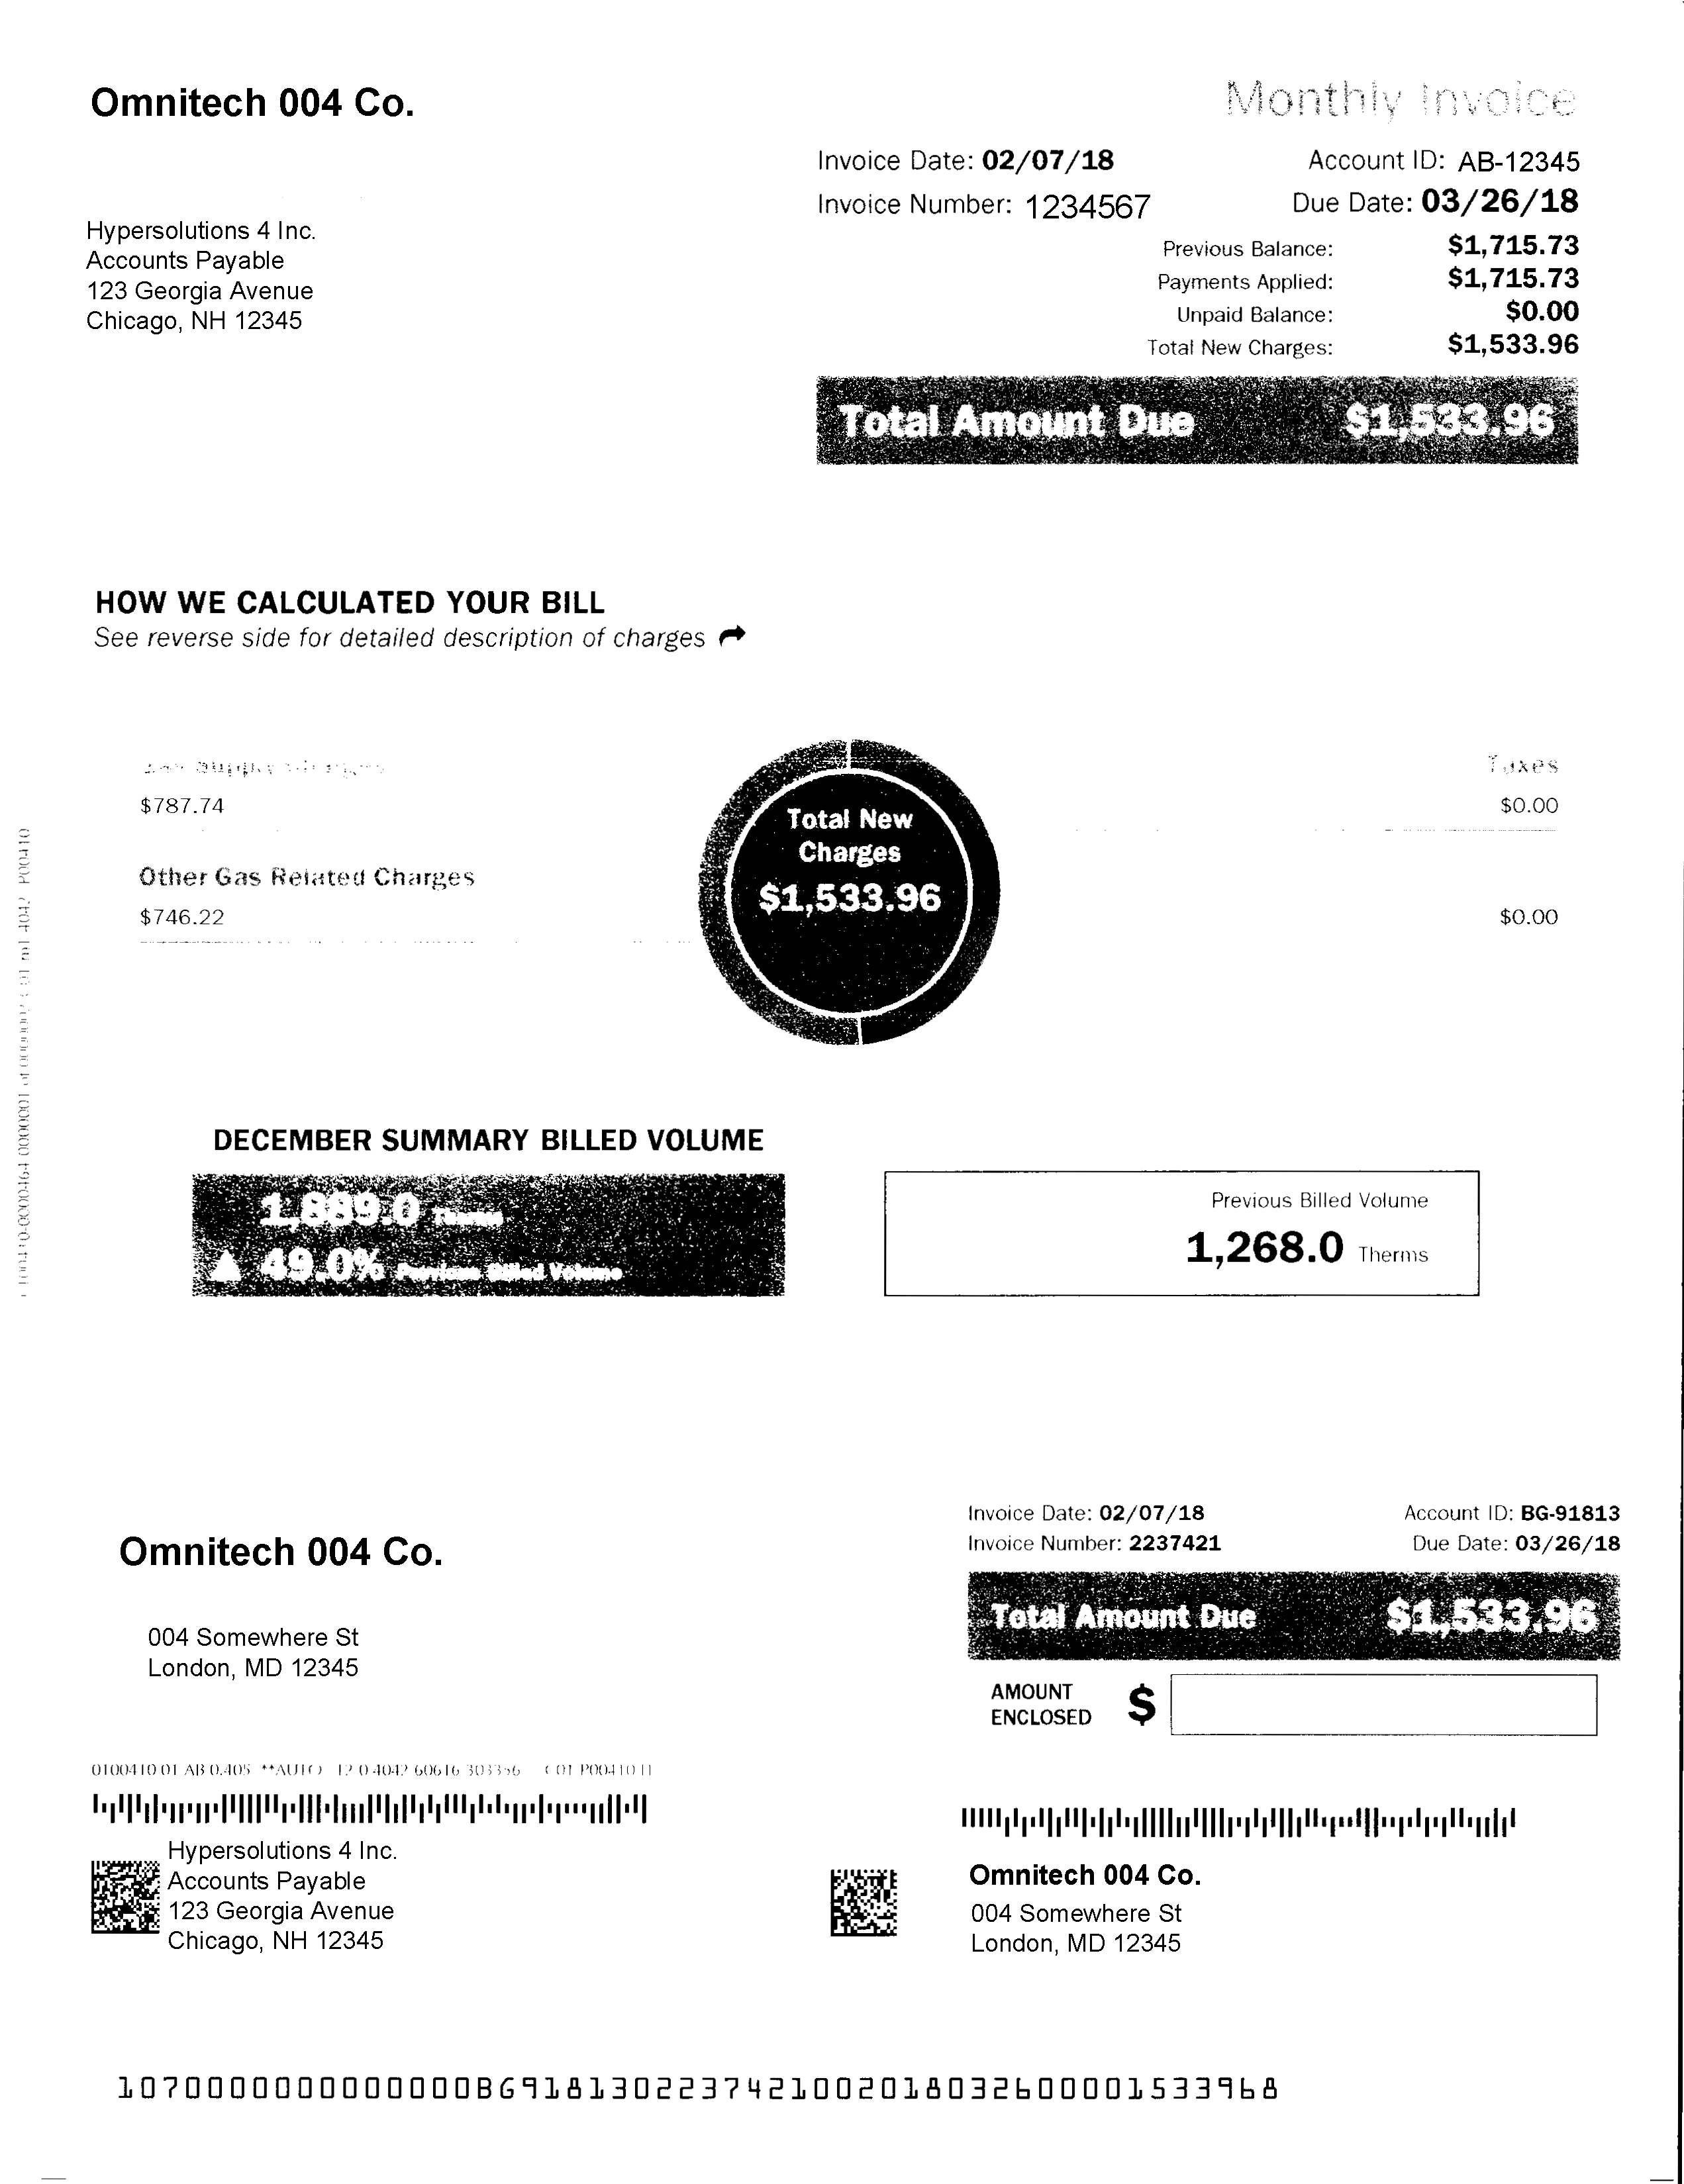 Omnitech 004 Co.
Monthly Invoice
Invoice Date: 02/07/18
Account ID: AB-12345
Invoice Number: 1234567
Due Date: 03/26/18
Hypersolutions 4 Inc.
Accounts Payable
123 Georgia Avenue
Chicago, NH 12345
Previous Balance: $1,715.73
Payments Applied: $1,715.73
Unpaid Balance: $0.00
Total New Charges: $1,533.96
Total Amount Due $1,533.96
HOW WE CALCULATED YOUR BILL
See reverse side for detailed description of charges
Supply
$787.74
Other Gas Related Charges
$746.22
Total New
Charges
$1,533.96
Taxes
$0.00
$0.00
DECEMBER SUMMARY BILLED VOLUME
1,889.0 Therms
49.0% Previous Billed Volume
Previous Billed Volume
1,268.0 Therms
Omnitech 004 Co.
004 Somewhere St
London, MD 12345
Invoice Date: 02/07/18
Account ID: BG-91813
Invoice Number: 2237421
Due Date: 03/26/18
Total Amount Due $1,533.96
AMOUNT
ENCLOSED $
010041001 AB 0.405 **AUTO
Hypersolutions 4 Inc.
Accounts Payable
123 Georgia Avenue
Chicago, NH 12345
Omnitech 004 Co.
004 Somewhere St
London, MD 12345
1070000000000000BG9181302237421002018032600001533968